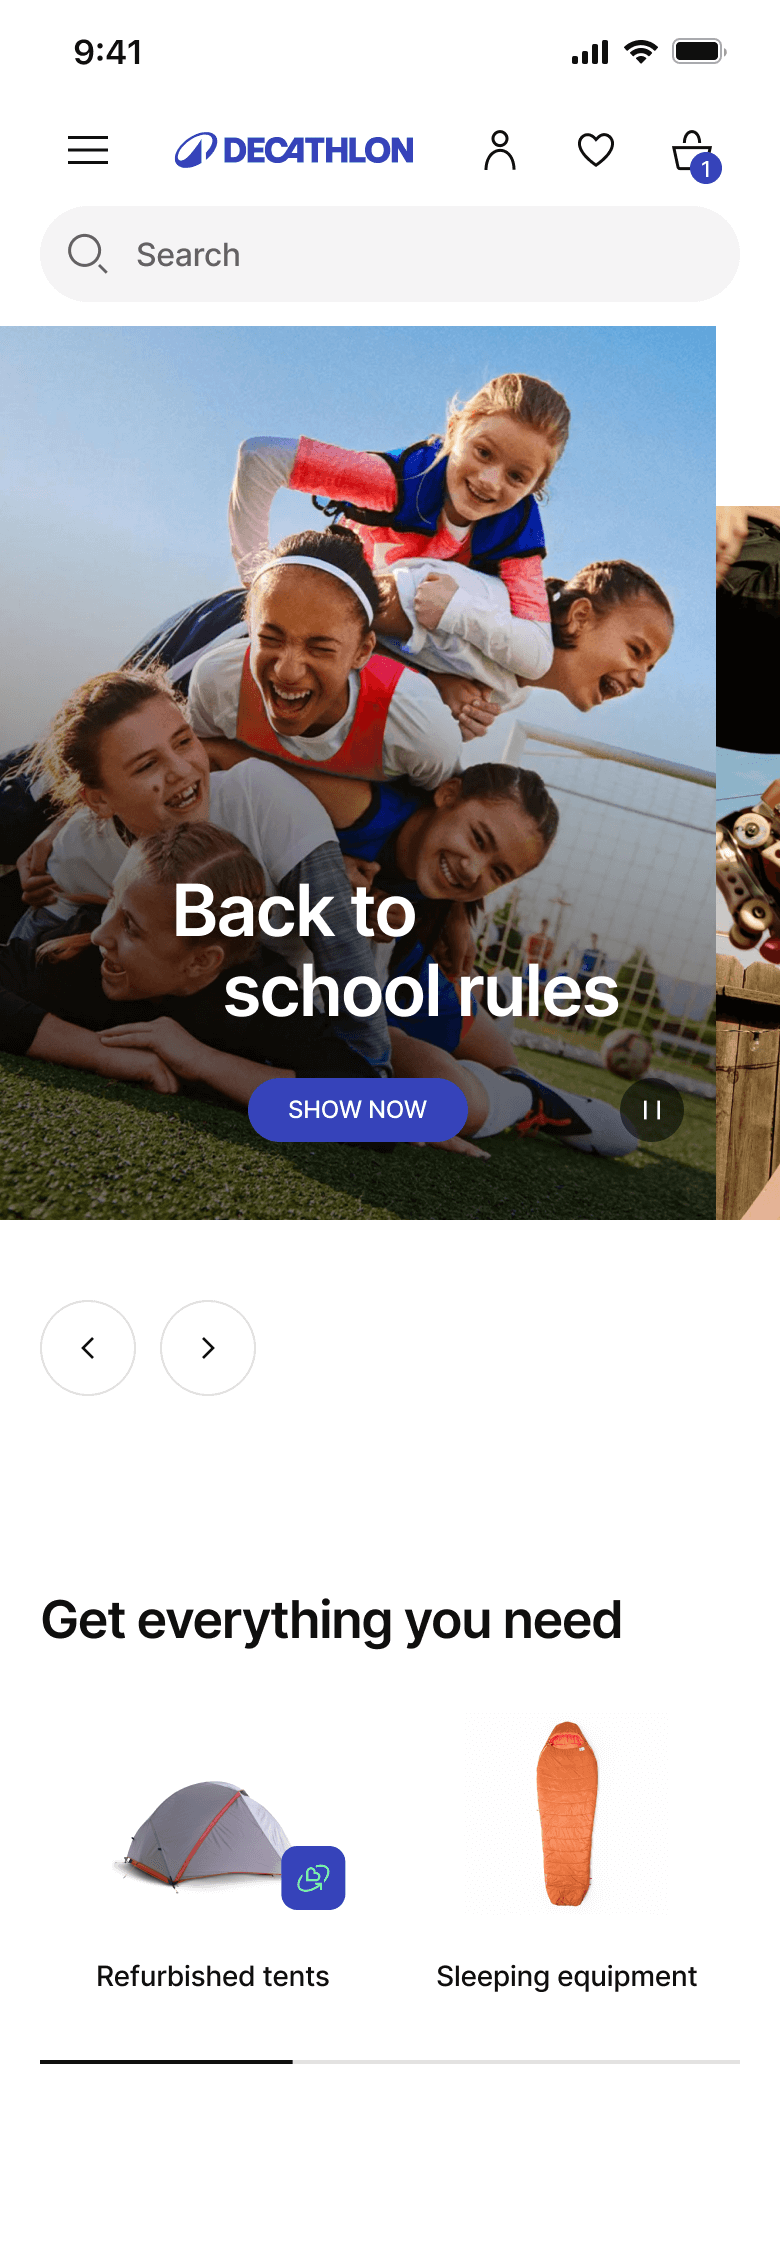 9:41
DECATHLON
1
Search
Back to
school rules
SHOW NOW
Get everything you need
Refurbished tents
Sleeping equipment